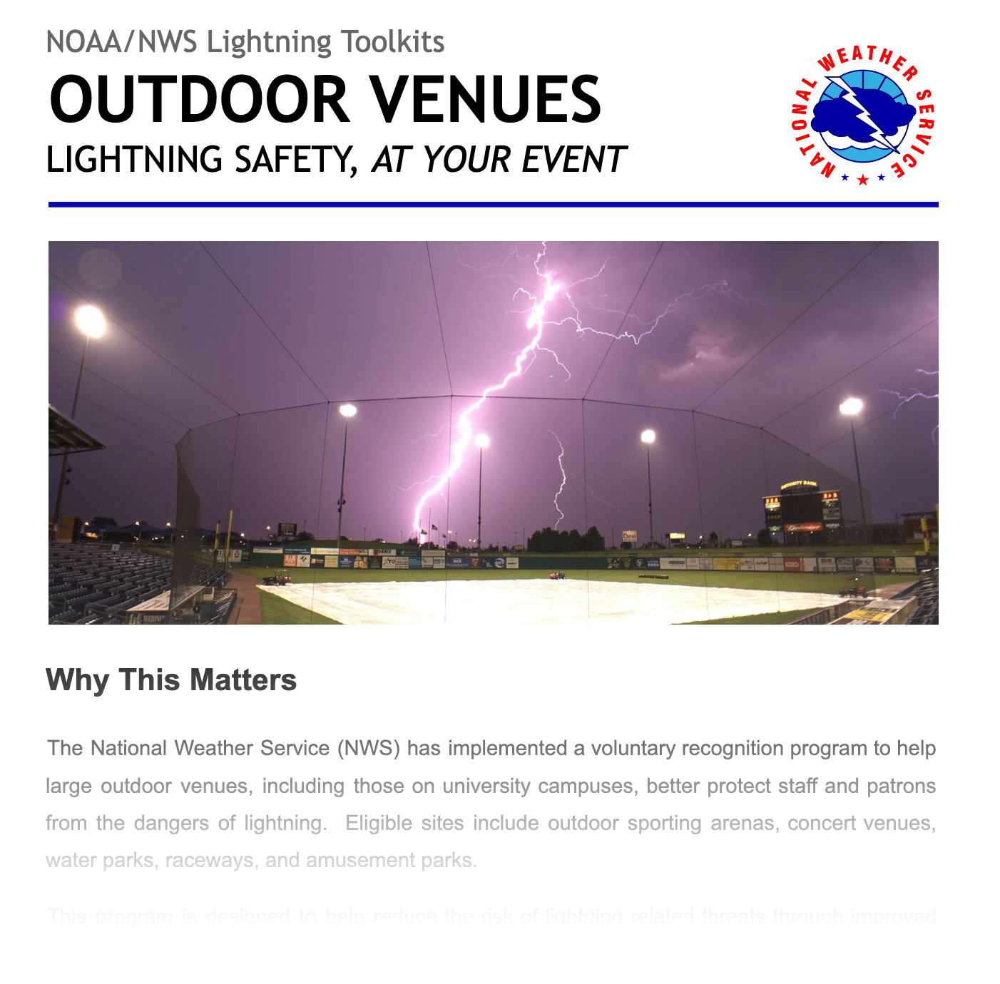 NOAA/NWS Lightning Toolkits
OUTDOOR VENUES
LIGHTNING SAFETY, AT YOUR EVENT
NATIONAL WEATHER SERVICE
SECURITY BANK
Budweiser
Coors
Why This Matters
The National Weather Service (NWS) has implemented a voluntary recognition program to help
large outdoor venues, including those on university campuses, better protect staff and patrons
from the dangers of lightning.  Eligible sites include outdoor sporting arenas, concert venues,
water parks, raceways, and amusement parks.
This program is designed to help reduce the risk of lightning related threats through improved